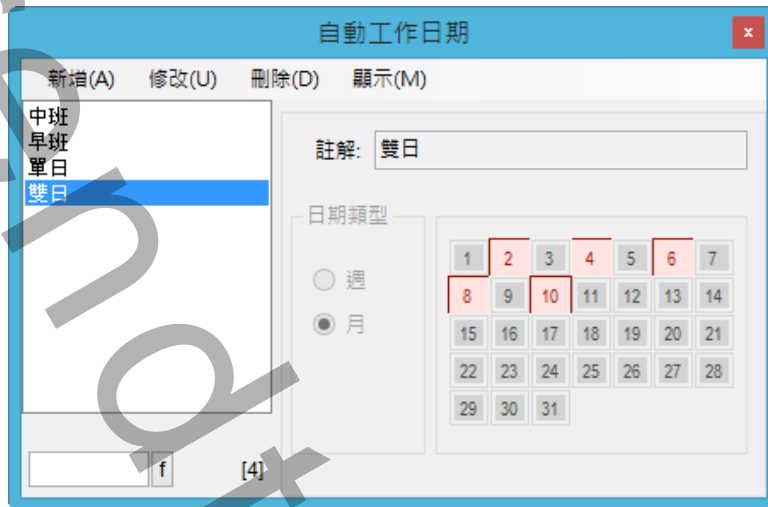 自動工作日期
x
新增(A) 修改(U) 刪除(D) 顯示(M)
中班
早班
單日
雙日
註解: 雙日
日期類型
週
月
1 2 3 4 5 6 7
8 9 10 11 12 13 14
15 16 17 18 19 20 21
22 23 24 25 26 27 28
29 30 31
f [4]